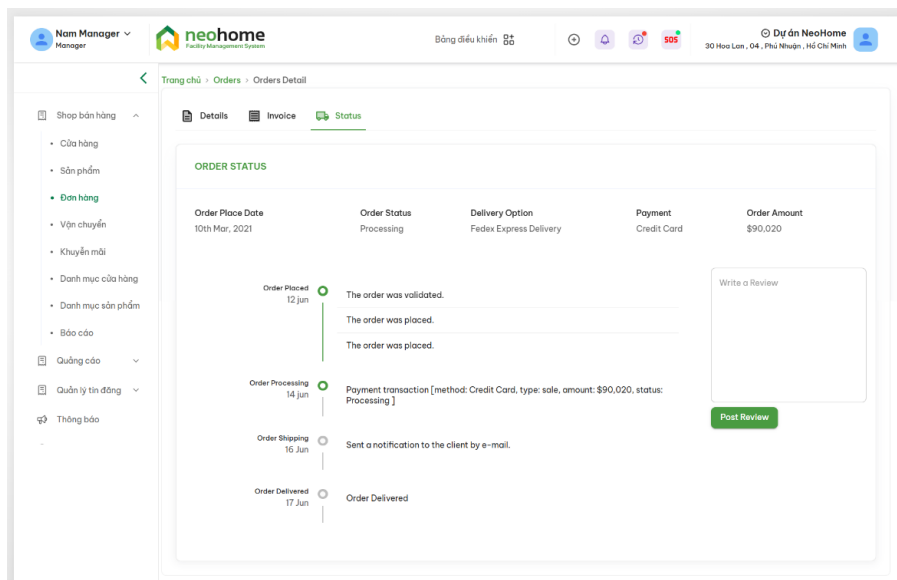 Nam Manager
Manager
neohome
Facility Management System
Bảng điều khiển
SOS
Dự án NeoHome
30 Hoa Lan , 04 , Phú Nhuận , Hồ Chí Minh
Trang chủ > Orders > Orders Detail
Shop bán hàng
Cửa hàng
Sản phẩm
Đơn hàng
Vận chuyển
Khuyễn mãi
Danh mục cửa hàng
Danh mục sản phẩm
Báo cáo
Quảng cáo
Quản lý tin đăng
Thông báo
Details
Invoice
Status
ORDER STATUS
Order Place Date
10th Mar, 2021
Order Status
Processing
Delivery Option
Fedex Express Delivery
Payment
Credit Card
Order Amount
$90,020
Order Placed
12 jun
The order was validated.
The order was placed.
The order was placed.
Order Processing
14 jun
Payment transaction [method: Credit Card, type: sale, amount: $90,020, status:
Processing ]
Order Shipping
16 Jun
Sent a notification to the client by e-mail.
Order Delivered
17 Jun
Order Delivered
Write a Review
Post Review